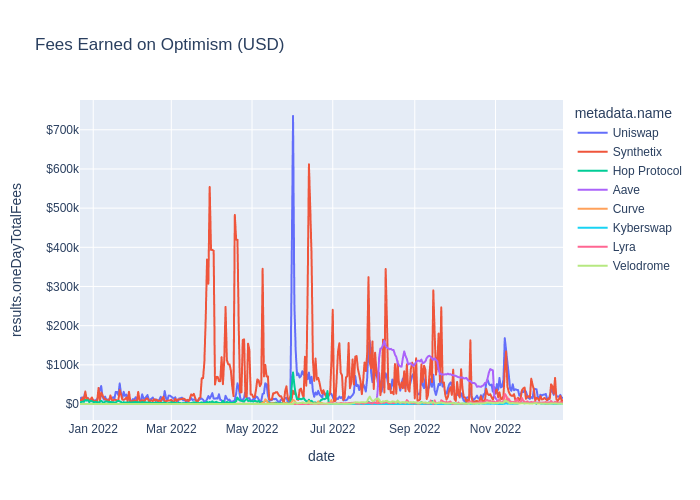 Fees Earned on Optimism (USD)
metadata.name
Uniswap
Synthetix
Hop Protocol
Aave
Curve
Kyberswap
Lyra
Velodrome
results.oneDayTotalFees
$700k
$600k
$500k
$400k
$300k
$200k
$100k
$0
Jan 2022 Mar 2022 May 2022 Jul 2022 Sep 2022 Nov 2022
date